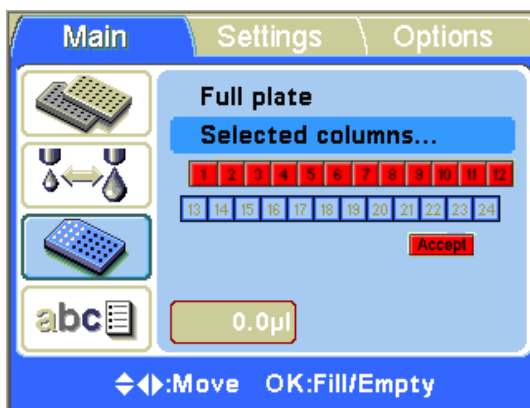 Main Settings Options
Full plate
Selected columns...
1 2 3 4 5 6 7 8 9 10 11 12
13 14 15 16 17 18 19 20 21 22 23 24
Accept
abc
0.0µl
:Move OK:Fill/Empty